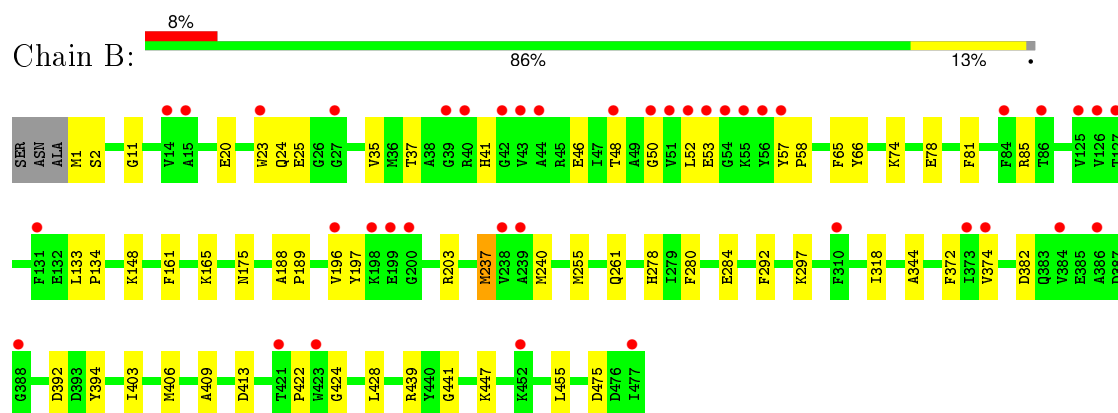 8%
Chain B:
86% 13%
SER ASN ALA M1 S2 G11 V14 A15 E20 W23 Q24 E25 G26 G27 V35 M36 T37 A38 G39 R40 H41 G42 V43 A44 R45 E46 I47 T48 A49 G50 V51 L52 E53 G54 K55 Y56 Y57 P58 F65 Y66 K74 E78 F81 F84 R85 T86 V125 V126 T127
F131 E132 L133 P134 K148 F161 K165 N175 A188 P189 V196 Y197 K198 E199 G200 R203 M237 V238 A239 M240 M255 Q261 H278 I279 F280 E284 F292 K297 F310 I318 A344 F372 I373 V374 D382 Q383 V384 E385 A386
G388 D392 D393 Y394 I403 M406 A409 D413 T421 P422 W423 G424 L428 R439 Y440 G441 K447 K452 L455 D475 D476 I477